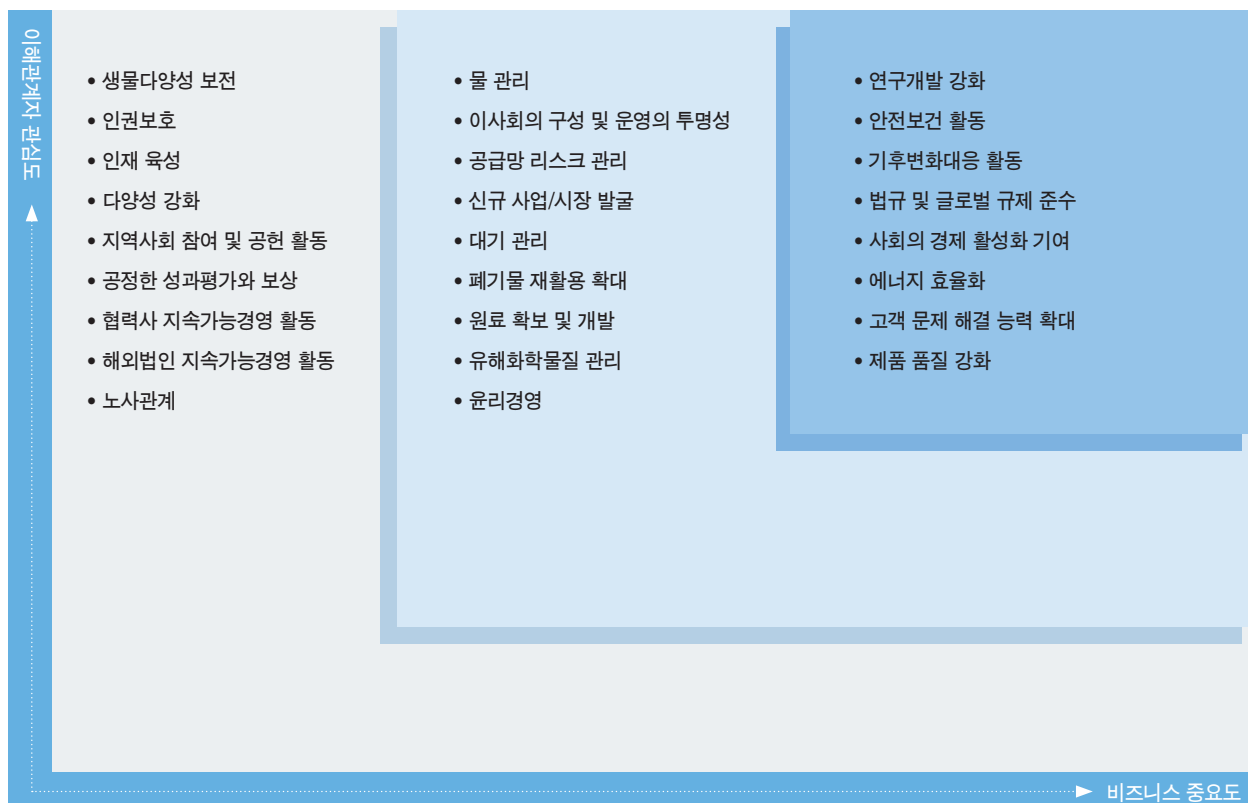 이해관계자 관심도
• 생물다양성 보전
• 인권보호
• 인재 육성
• 다양성 강화
• 지역사회 참여 및 공헌 활동
• 공정한 성과평가와 보상
• 협력사 지속가능경영 활동
• 해외법인 지속가능경영 활동
• 노사관계
• 물 관리
• 이사회의 구성 및 운영의 투명성
• 공급망 리스크 관리
• 신규 사업/시장 발굴
• 대기 관리
• 폐기물 재활용 확대
• 원료 확보 및 개발
• 유해화학물질 관리
• 윤리경영
• 연구개발 강화
• 안전보건 활동
• 기후변화대응 활동
• 법규 및 글로벌 규제 준수
• 사회의 경제 활성화 기여
• 에너지 효율화
• 고객 문제 해결 능력 확대
• 제품 품질 강화
비즈니스 중요도